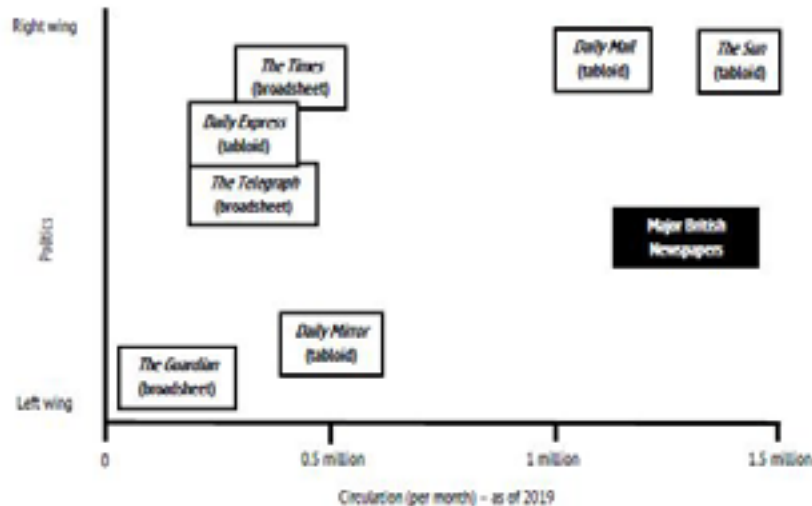 Right wing
The Times
(broadsheet)
Daily Mail
(tabloid)
The Sun
(tabloid)
Daily Express
(tabloid)
The Telegraph
(broadsheet)
Politics
Major British
Newspapers
Daily Mirror
(tabloid)
The Guardian
(broadsheet)
Left wing
0
0.5 million
1 million
1.5 million
Circulation (per month) – as of 2019